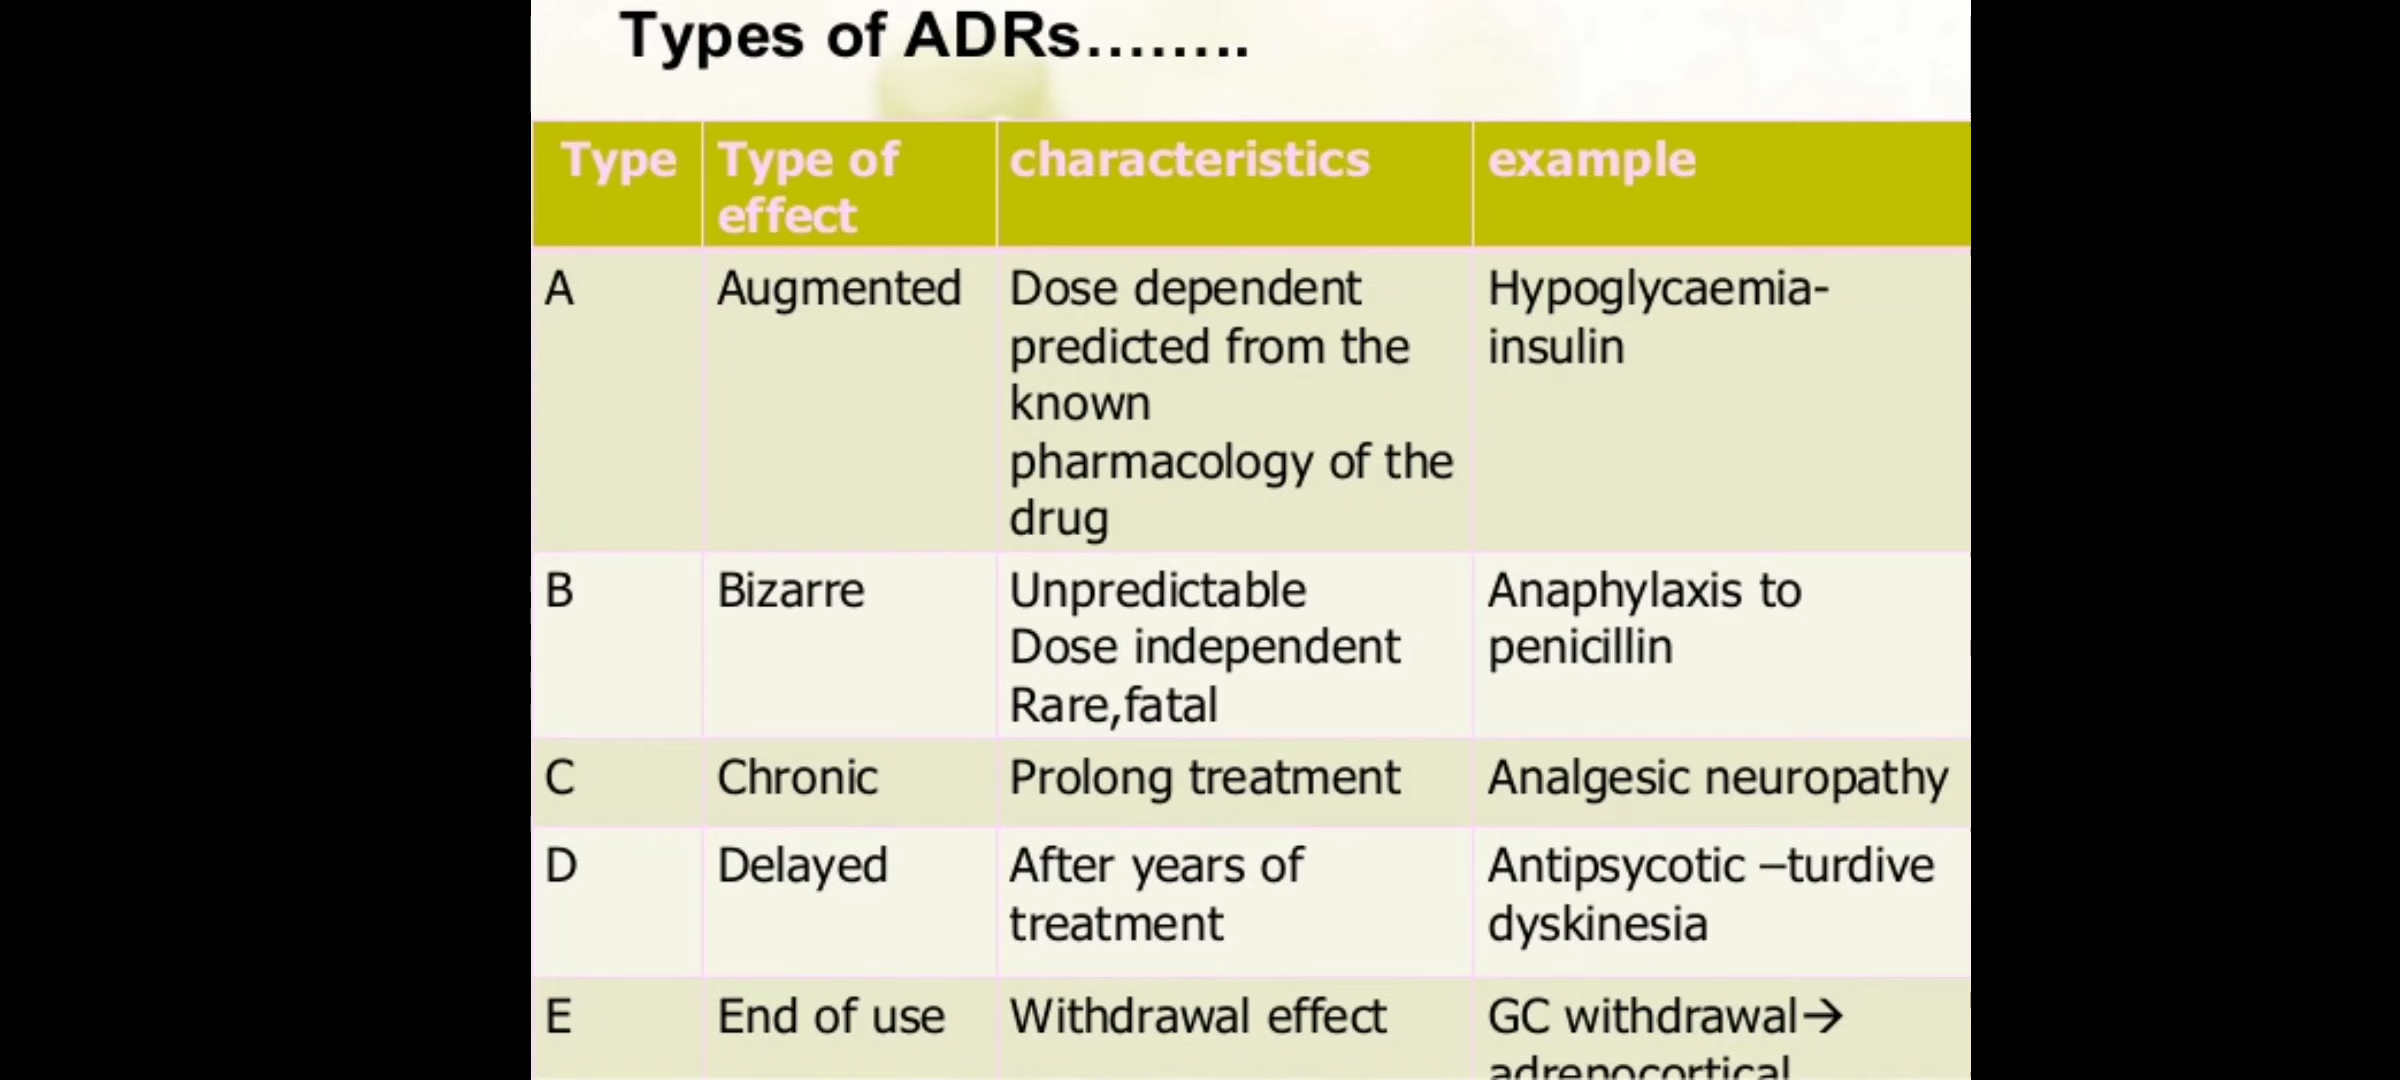 Types of ADRs……..
Type
Type of
effect
characteristics
example
A
Augmented
Dose dependent
predicted from the
known
pharmacology of the
drug
Hypoglycaemia-
insulin
B
Bizarre
Unpredictable
Dose independent
Rare,fatal
Anaphylaxis to
penicillin
C
Chronic
Prolong treatment
Analgesic neuropathy
D
Delayed
After years of
treatment
Antipsycotic –turdive
dyskinesia
E
End of use
Withdrawal effect
GC withdrawal→
adrenocortical